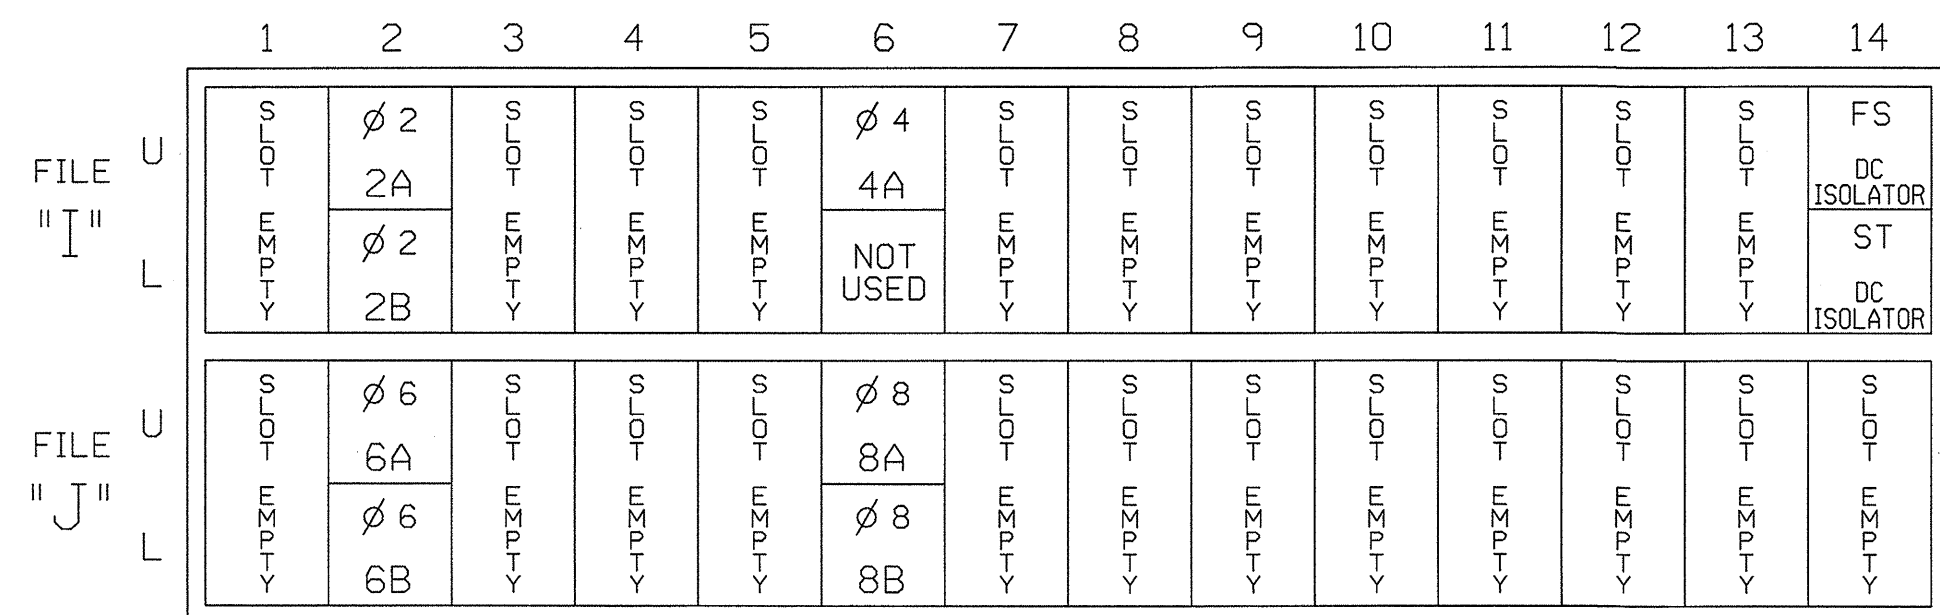 1 2 3 4 5 6 7 8 9 10 11 12 13 14
FILE "I"
U
L
SLOT EMPTY
Ø 2
2A
Ø 2
2B
SLOT EMPTY
SLOT EMPTY
SLOT EMPTY
Ø 4
4A
NOT
USED
SLOT EMPTY
SLOT EMPTY
SLOT EMPTY
SLOT EMPTY
SLOT EMPTY
SLOT EMPTY
SLOT EMPTY
FS
DC
ISOLATOR
ST
DC
ISOLATOR
FILE "J"
U
L
SLOT EMPTY
Ø 6
6A
Ø 6
6B
SLOT EMPTY
SLOT EMPTY
SLOT EMPTY
Ø 8
8A
Ø 8
8B
SLOT EMPTY
SLOT EMPTY
SLOT EMPTY
SLOT EMPTY
SLOT EMPTY
SLOT EMPTY
SLOT EMPTY
SLOT EMPTY